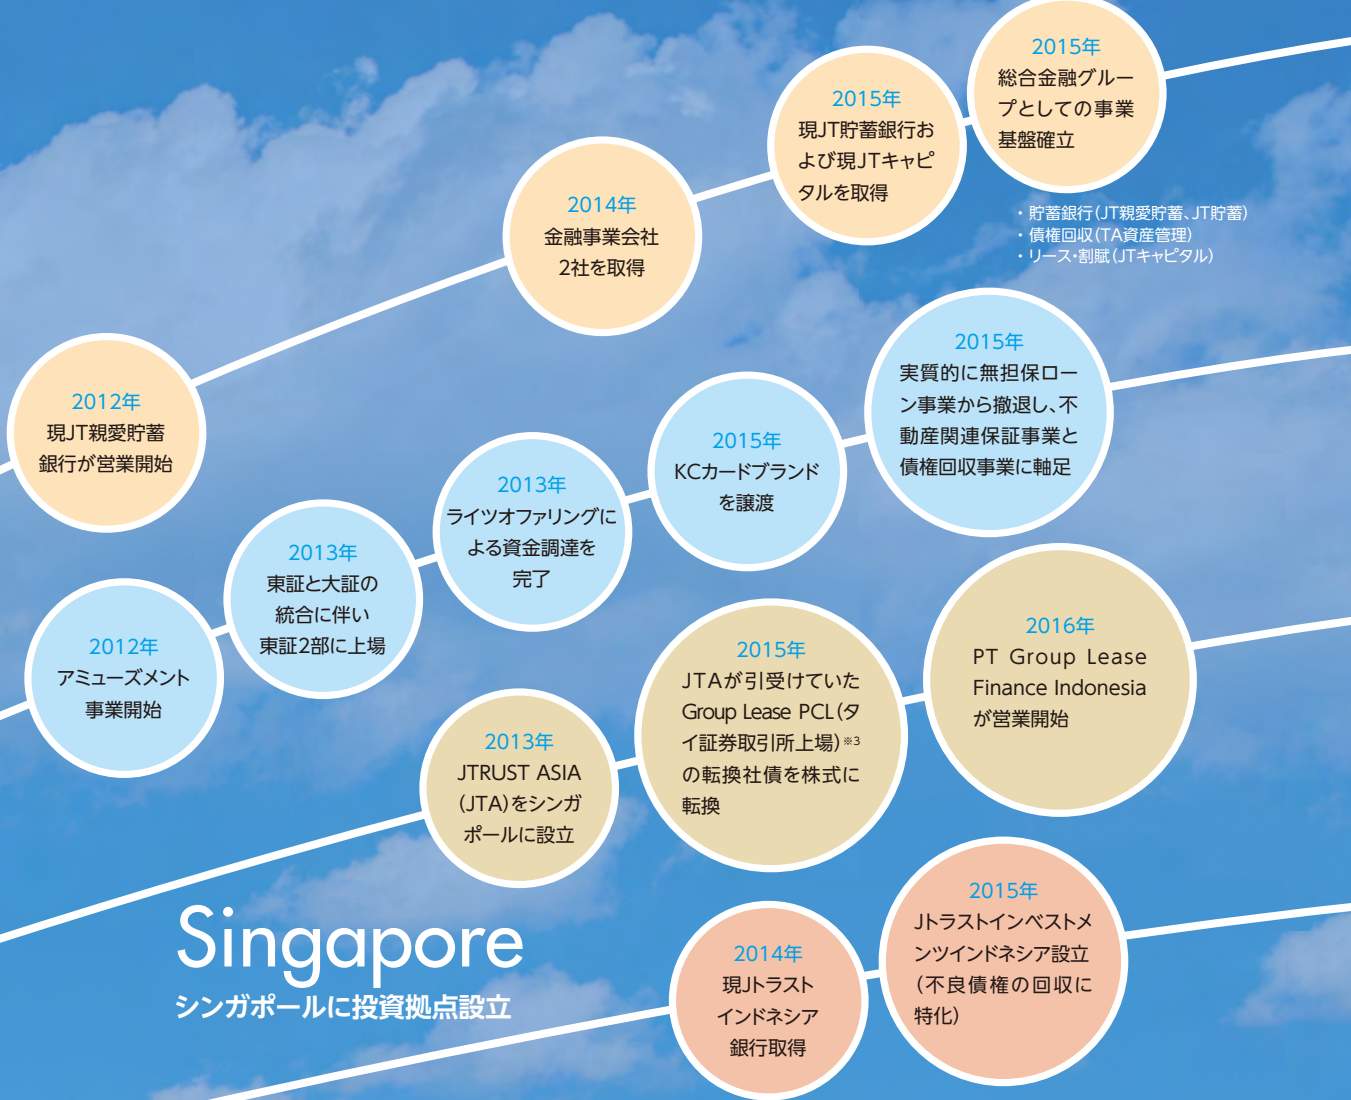 2012年
現JT親愛貯蓄
銀行が営業開始
2014年
金融事業会社
2社を取得
2015年
現JT貯蓄銀行お
よび現JTキャピ
タルを取得
2015年
総合金融グルー
プとしての事業
基盤確立
・貯蓄銀行(JT親愛貯蓄、JT貯蓄)
・債権回収(TA資産管理)
・リース・割賦(JTキャピタル)
2012年
アミューズメント
事業開始
2013年
東証と大証の
統合に伴い
東証2部に上場
2013年
ライツオファリングに
よる資金調達を
完了
2015年
KCカードブランド
を譲渡
2015年
実質的に無担保ロー
ン事業から撤退し、不
動産関連保証事業と
債権回収事業に軸足
2013年
JTRUST ASIA
(JTA)をシンガ
ポールに設立
2015年
JTAが引受けていた
Group Lease PCL(タ
イ証券取引所上場)※3
の転換社債を株式に
転換
2016年
PT Group Lease
Finance Indonesia
が営業開始
Singapore
シンガポールに投資拠点設立
2014年
現Jトラスト
インドネシア
銀行取得
2015年
Jトラストインベストメ
ンツインドネシア設立
(不良債権の回収に
特化)